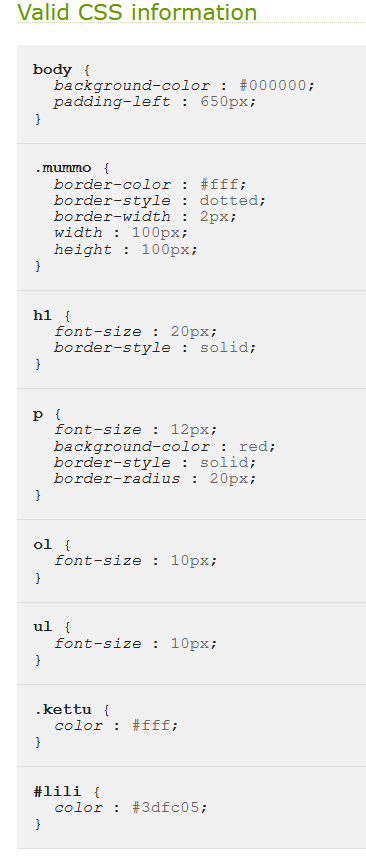 Valid CSS information
body {
background-color : #000000;
padding-left : 650px;
}
.mummo {
border-color : #fff;
border-style : dotted;
border-width : 2px;
width : 100px;
height : 100px;
}
h1 {
font-size : 20px;
border-style : solid;
}
p {
font-size : 12px;
background-color : red;
border-style : solid;
border-radius : 20px;
}
ol {
font-size : 10px;
}
ul {
font-size : 10px;
}
.kettu {
color : #fff;
}
#lili {
color : #3dfc05;
}